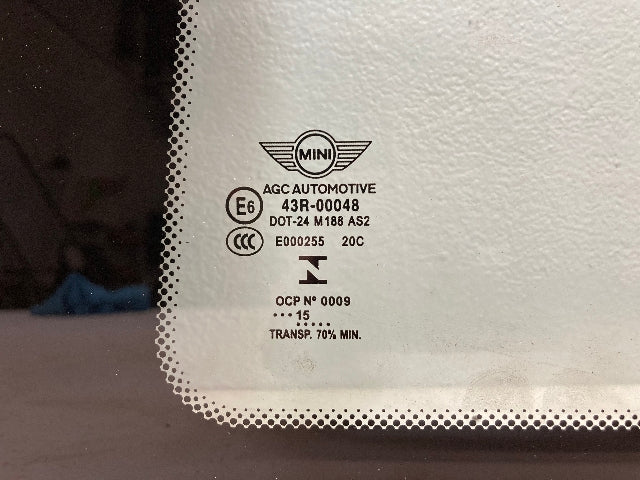 MINI
AGC AUTOMOTIVE
E6 43R-00048
DOT-24 M188 AS2
CCC E000255 20C
N
OCP Nº 0009
•••15
•••••
TRANSP. 70% MIN.